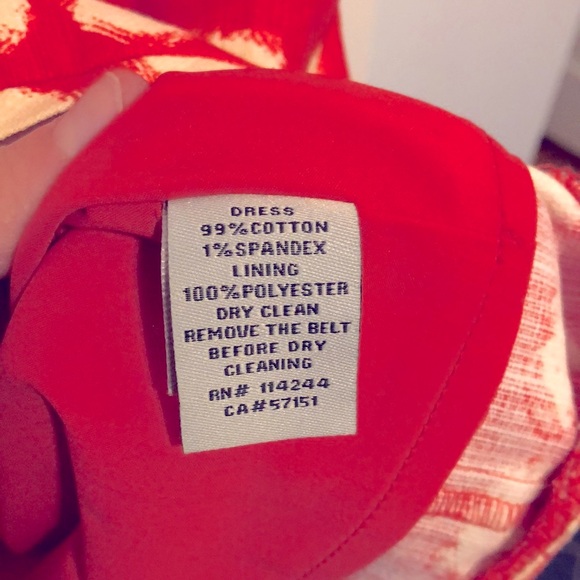 DRESS
99%COTTON
1%SPANDEX
LINING
100%POLYESTER
DRY CLEAN
REMOVE THE BELT
BEFORE DRY
CLEANING
RN# 114244
CA#57151